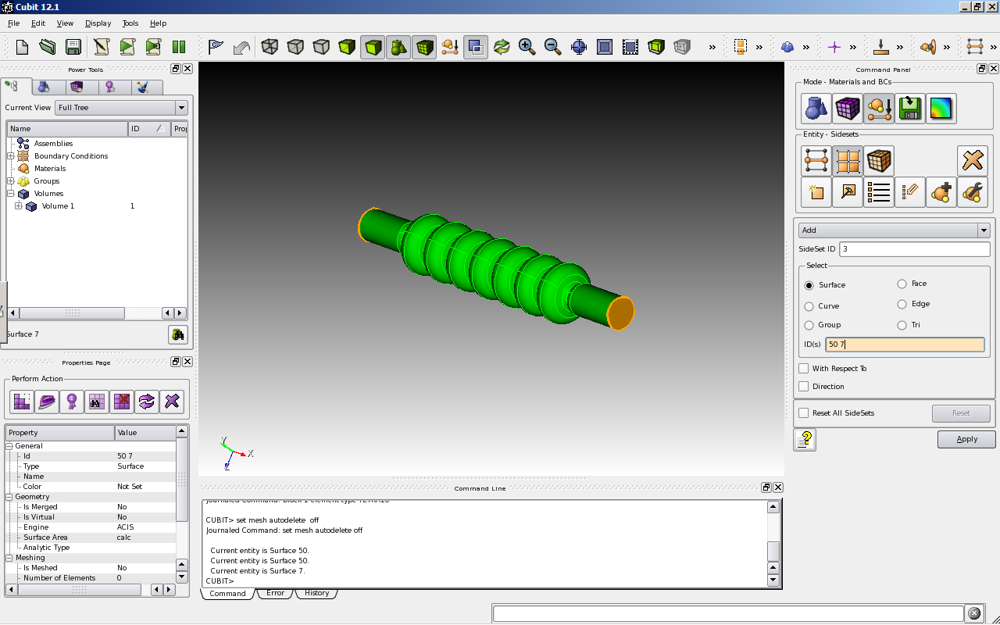 Cubit 12.1
File Edit View Display Tools Help
Power Tools
Current View Full Tree
Name ID Prop
Assemblies
Boundary Conditions
Materials
Groups
Volumes
Volume 1 1
Surface 7
Properties Page
Perform Action
Property Value
General
Id 50 7
Type Surface
Name
Color Not Set
Geometry
Is Merged No
Is Virtual No
Engine ACIS
Surface Area calc
Analytic Type
Meshing
Is Meshed No
Number of Elements 0
Y
X
Z
Command Line
CUBIT> set mesh autodelete off
Journaled Command: set mesh autodelete off
Current entity is Surface 50.
Current entity is Surface 50.
Current entity is Surface 7.
CUBIT>
Command Error History
Command Panel
Mode - Materials and BCs
Entity - Sidesets
Add
SideSet ID 3
Select
Surface Face
Curve Edge
Group Tri
ID(s) 50 7
With Respect To
Direction
Reset All SideSets Reset
Apply